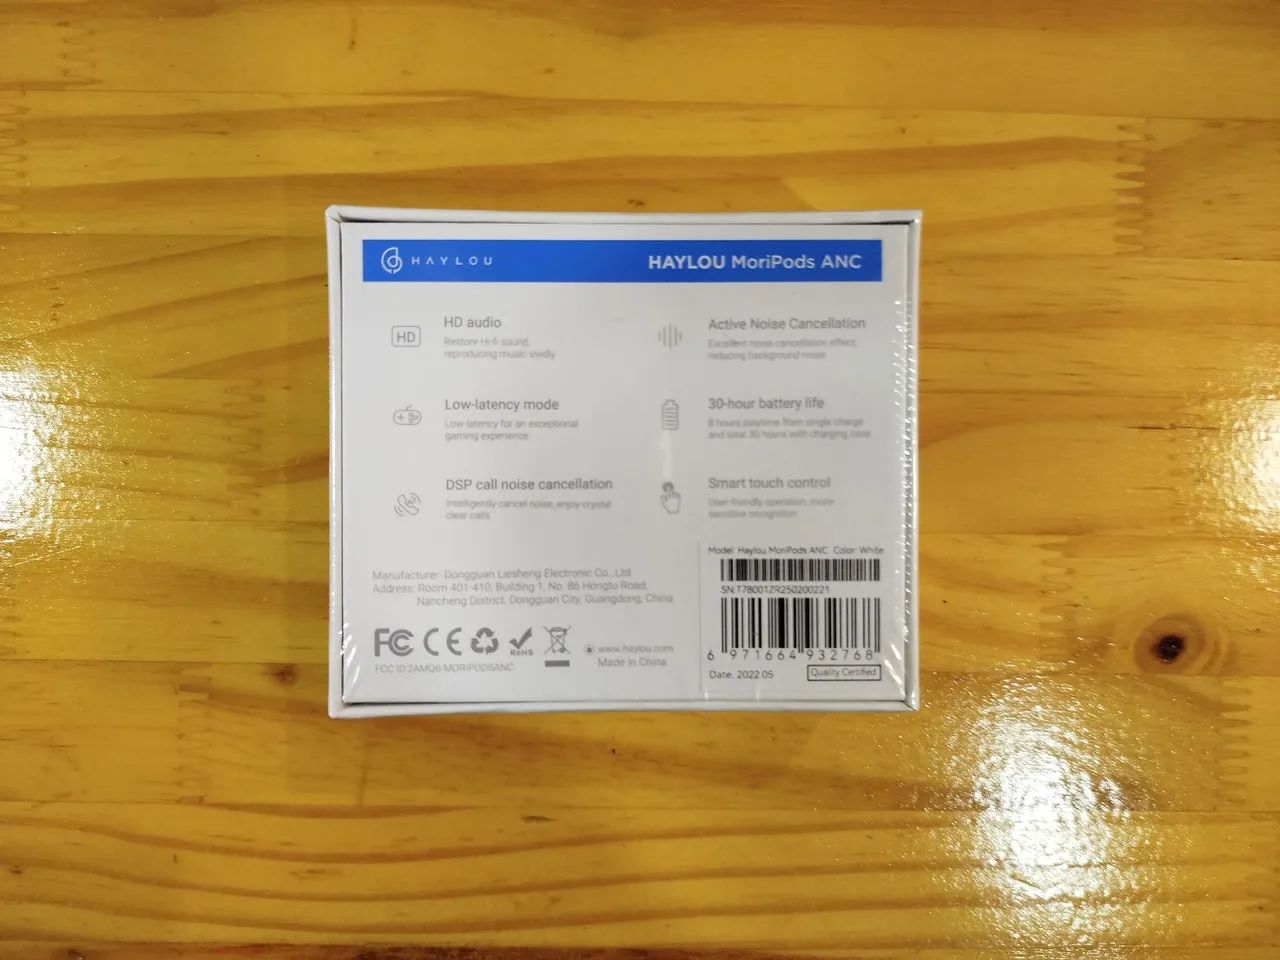 HAYLOU
HAYLOU MoriPods ANC
HD
HD audio
Restore Hi-fi sound,
reproducing music vividly
Active Noise Cancellation
Excellent noise cancellation effect,
reducing background noise
Low-latency mode
Low-latency for an exceptional
gaming experience
30-hour battery life
8 hours playtime from single charge
and total 30 hours with charging case
DSP call noise cancellation
Intelligently cancel noise, enjoy crystal
clear calls
Smart touch control
User-friendly operation, more
sensitive recognition
Manufacturer: Dongguan Liesheng Electronic Co., Ltd
Address: Room 401-410, Building 1, No. 86 Hongtu Road,
Nancheng District, Dongguan City, Guangdong, China
FC CE RoHS
FCC ID:2AMQ6-MORIPODSANC
www.haylou.com
Made in China
Model: Haylou MoriPods ANC Color: White
SN:T78001ZR250200221
6 971664 932768
Date: 2022.05
Quality Certified